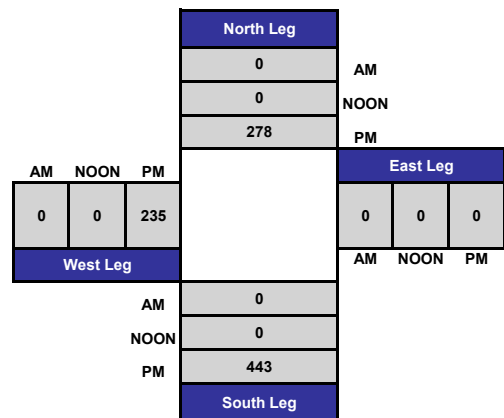 North Leg
0
AM
0
NOON
278
PM
AM NOON PM
East Leg
0 0 235
0 0 0
West Leg
AM NOON PM
AM
0
NOON
0
PM
443
South Leg